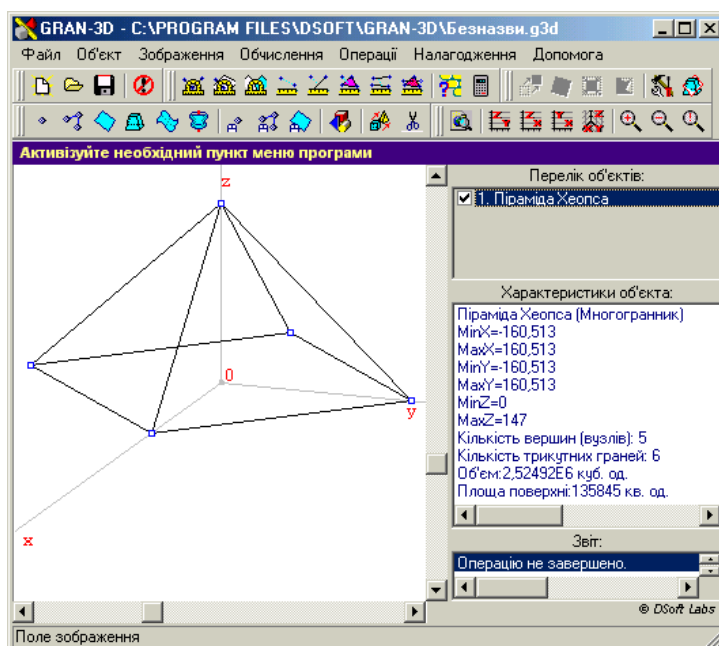 GRAN-3D - C:\PROGRAM FILES\DSOFT\GRAN-3D\Безназви.g3d
Файл Об'єкт Зображення Обчислення Операції Налагодження Допомога
Активізуйте необхідний пункт меню програми
z
0
y
x
Перелік об'єктів:
1. Піраміда Хеопса
Характеристики об'єкта:
Піраміда Хеопса (Многогранник)
MinX=-160,513
MaxX=160,513
MinY=-160,513
MaxY=160,513
MinZ=0
MaxZ=147
Кількість вершин (вузлів): 5
Кількість трикутних граней: 6
Об'єм:2,52492E6 куб. од.
Площа поверхні:135845 кв. од.
Звіт:
Операцію не завершено.
© DSoft Labs
Поле зображення